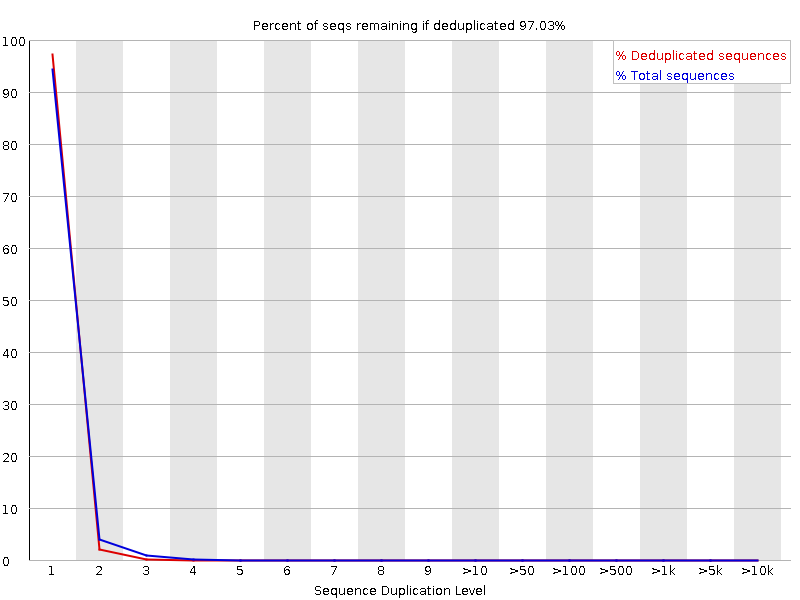 Percent of seqs remaining if deduplicated 97.03%
% Deduplicated sequences
% Total sequences
100
90
80
70
60
50
40
30
20
10
0
1 2 3 4 5 6 7 8 9 >10 >50 >100 >500 >1k >5k >10k
Sequence Duplication Level